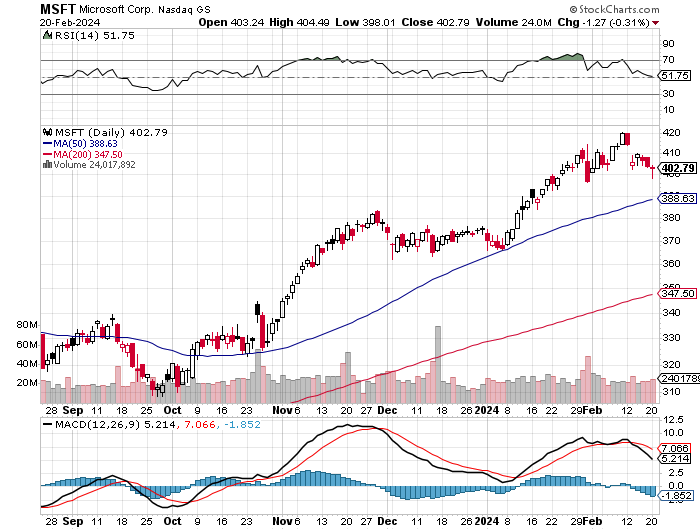 MSFT Microsoft Corp. Nasdaq GS © StockCharts.com
20-Feb-2024 Open 403.24 High 404.49 Low 398.01 Close 402.79 Volume 24.0M Chg -1.27 (-0.31%)
RSI(14) 51.75
90
70
51.75
30
10
MSFT (Daily) 402.79
MA(50) 388.63
MA(200) 347.50
Volume 24,017,892
420
410
402.79
400
388.63
380
370
360
347.50
340
330
320
310
80M
60M
40M
20M
2401789
28 Sep 11 18 25 Oct 9 16 23 Nov 6 13 20 27 Dec 11 18 26 2024 8 16 22 29 Feb 12 20
MACD(12,26,9) 5.214, 7.066, -1.852
12.5
10.0
7.066
5.214
2.5
0.0
-1.852
28 Sep 11 18 25 Oct 9 16 23 Nov 6 13 20 27 Dec 11 18 26 2024 8 16 22 29 Feb 12 20